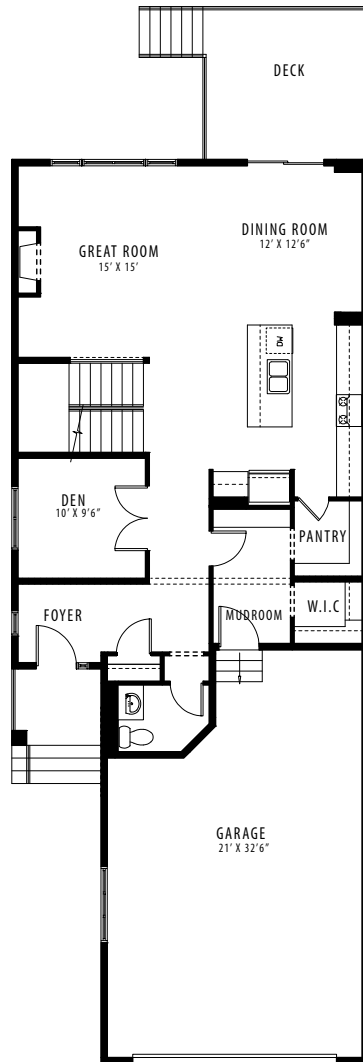 DECK
DINING ROOM
12' X 12'6"
GREAT ROOM
15' X 15'
DW
DEN
10' X 9'6"
PANTRY
FOYER
MUDROOM
W.I.C
GARAGE
21' X 32'6"